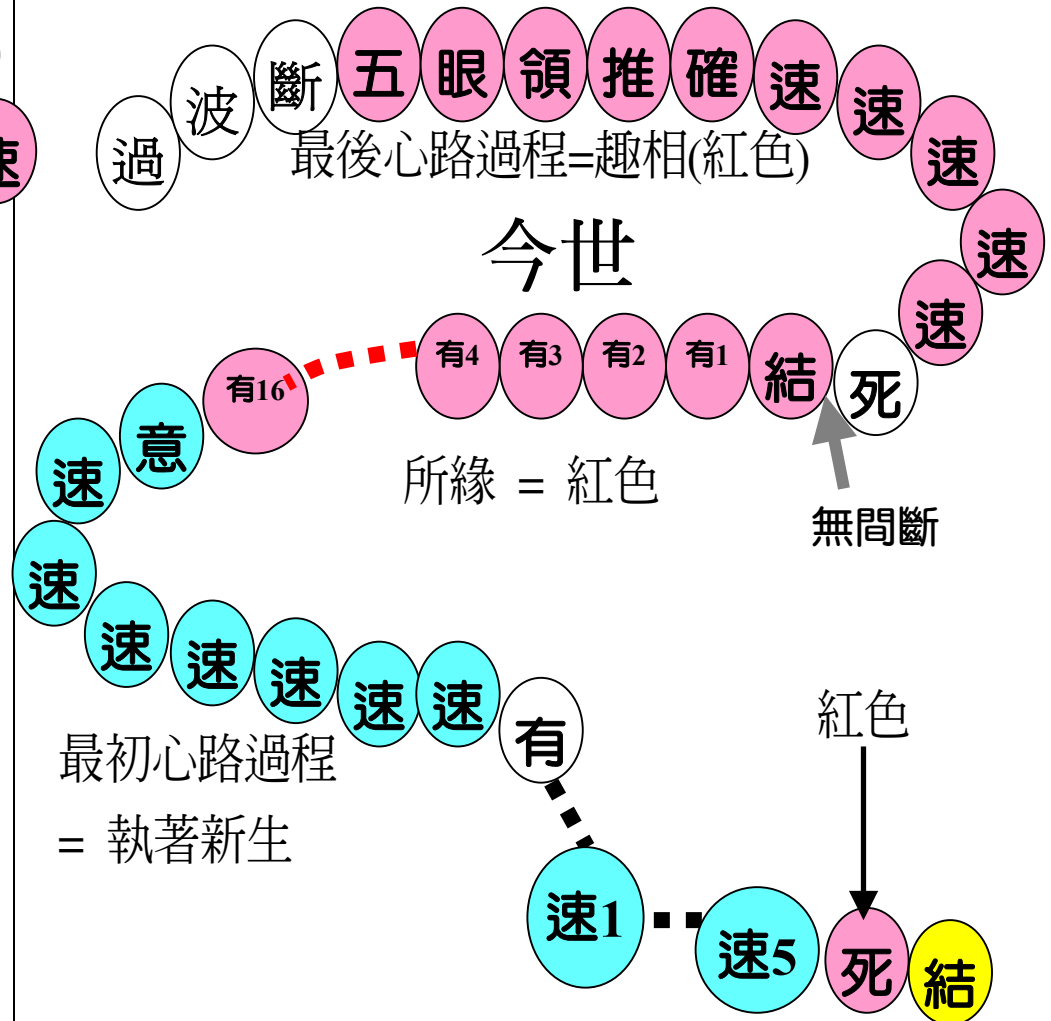 過 波 斷 五 眼 領 推 確 速 速 速 速 速
速
最後心路過程=趣相(紅色)
今世
死 結 有1 有2 有3 有4 有16
無間斷
所緣 = 紅色
意 速 速 速 速 速 速 速 有
最初心路過程
= 執著新生
紅色
速1 速5 死 結